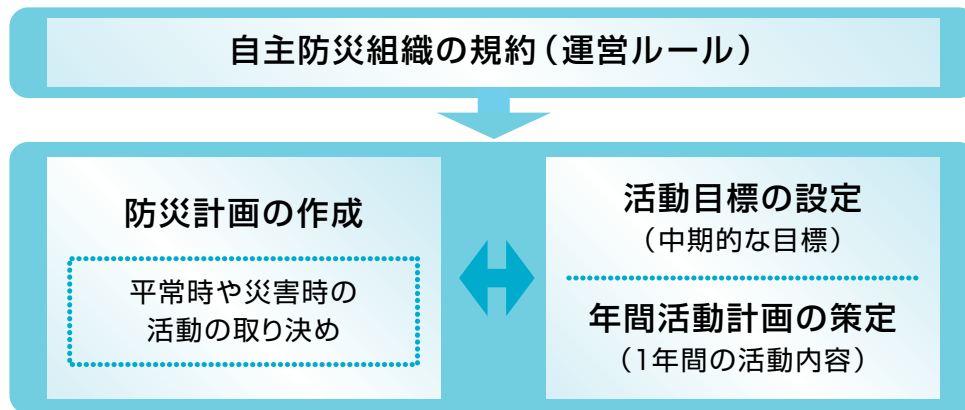 自主防災組織の規約（運営ルール）
防災計画の作成
平常時や災害時の
活動の取り決め
活動目標の設定
（中期的な目標）
年間活動計画の策定
（1年間の活動内容）